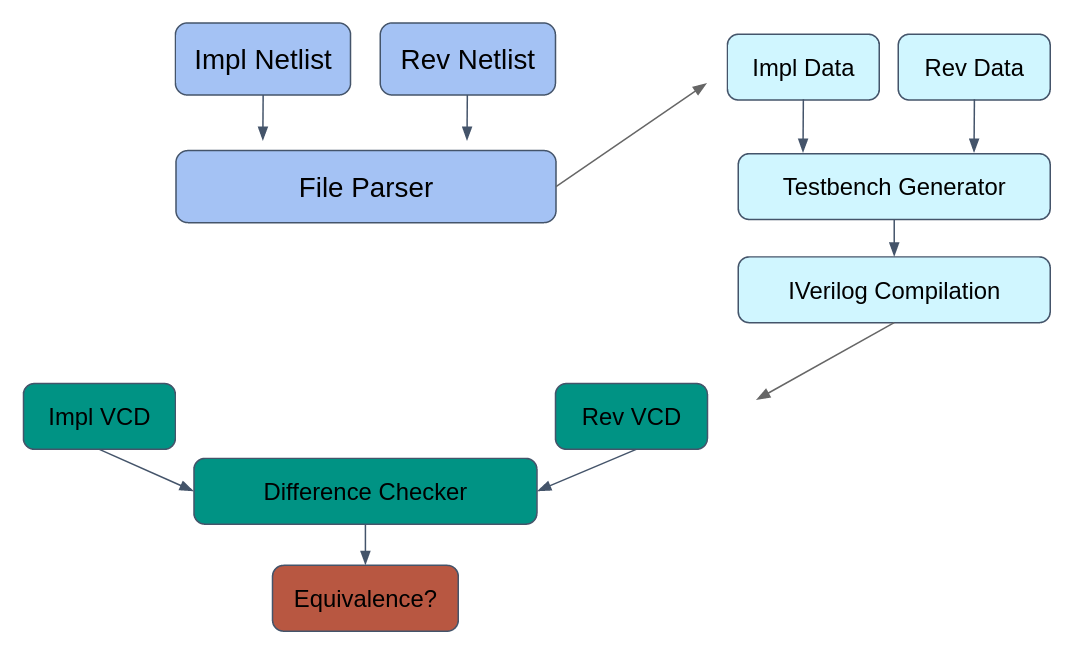 Impl Netlist
Rev Netlist
File Parser
Impl Data
Rev Data
Testbench Generator
IVerilog Compilation
Impl VCD
Rev VCD
Difference Checker
Equivalence?